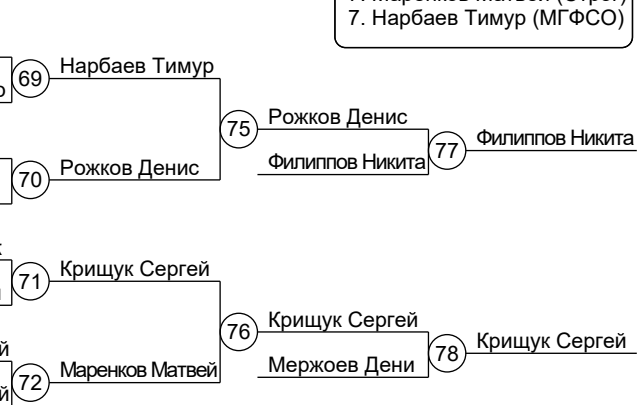 7. Нарбаев Тимур (МГФСО)
69
Нарбаев Тимур
75
Рожков Денис
70
Рожков Денис
Филиппов Никита
77
Филиппов Никита
71
Крищук Сергей
76
Крищук Сергей
72
Маренков Матвей
Мержоев Дени
78
Крищук Сергей